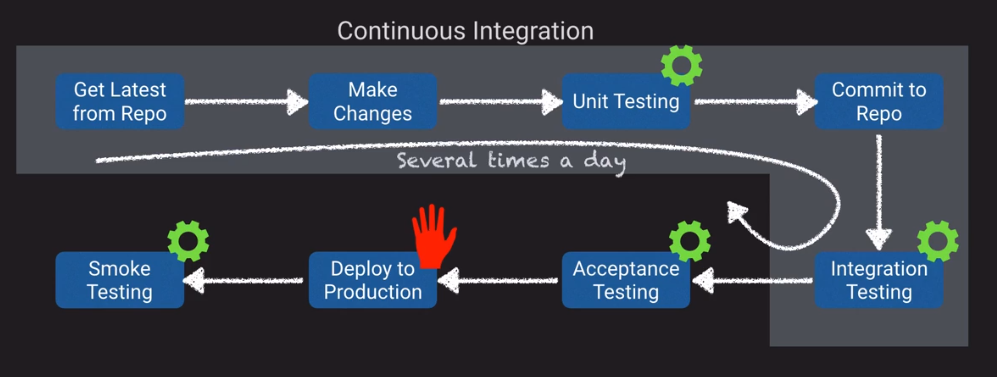 Continuous Integration
Get Latest
from Repo
Make
Changes
Unit Testing
Commit to
Repo
Several times a day
Smoke
Testing
Deploy to
Production
Acceptance
Testing
Integration
Testing